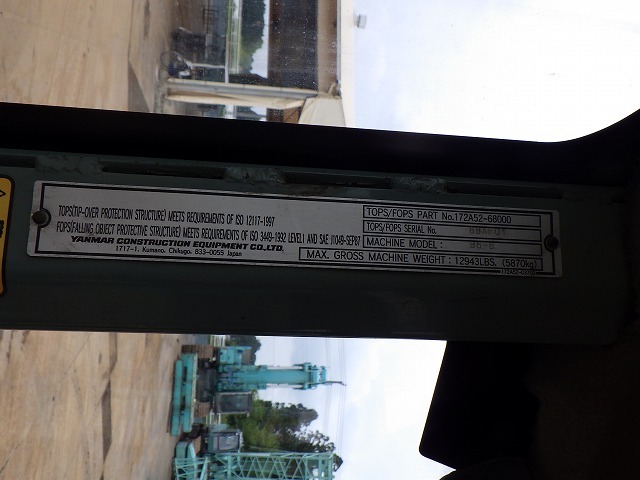 TOPS(TIP-OVER PROTECTION STRUCTURE) MEETS REQUIREMENTS OF ISO 12117-1997
FOPS(FALLING OBJECT PROTECTIVE STRUCTURE) MEETS REQUIREMENTS OF ISO 3449-1992 LEVEL I AND SAE J1049-SEP87
YANMAR CONSTRUCTION EQUIPMENT CO.,LTD.
1717-1, Kumano, Chikugo, 833-0055 Japan
TOPS/FOPS PART No.172A52-68000
TOPS/FOPS SERIAL No.
MACHINE MODEL :
MAX. GROSS MACHINE WEIGHT : 12943LBS. (5870kg)